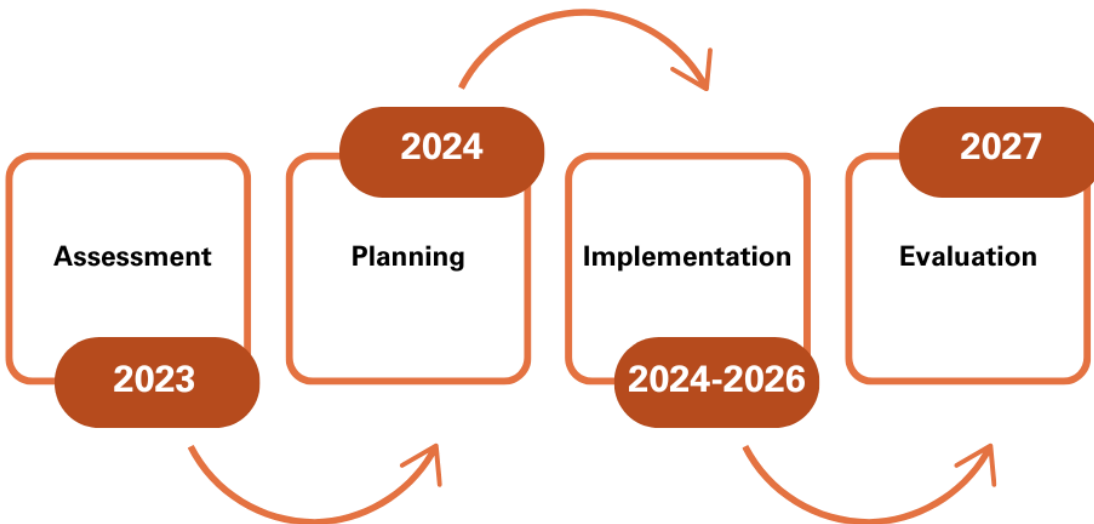 2024
2027
Assessment
Planning
Implementation
Evaluation
2023
2024-2026